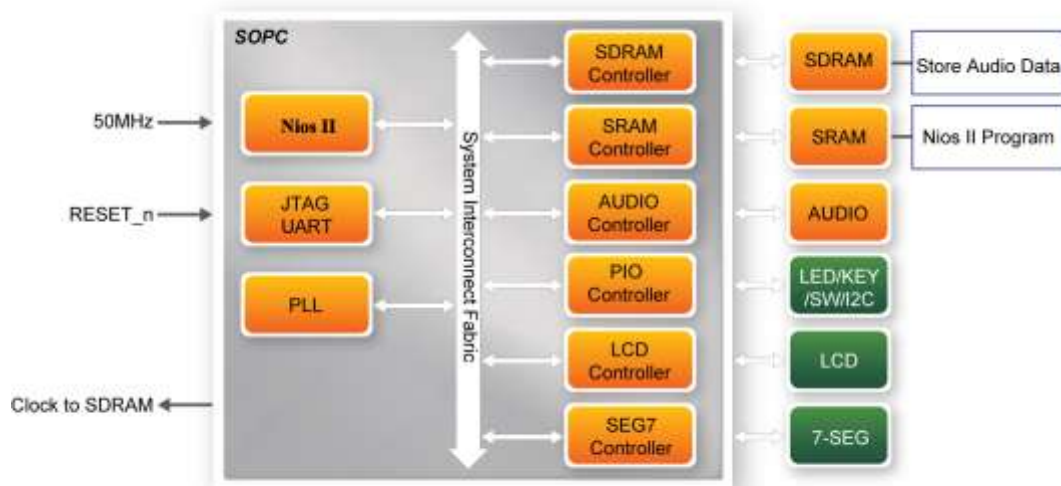 SOPC
50MHz
RESET_n
Clock to SDRAM
Nios II
JTAG
UART
PLL
System Interconnect Fabric
SDRAM
Controller
SRAM
Controller
AUDIO
Controller
PIO
Controller
LCD
Controller
SEG7
Controller
SDRAM
Store Audio Data
SRAM
Nios II Program
AUDIO
LED/KEY
/SW/I2C
LCD
7-SEG